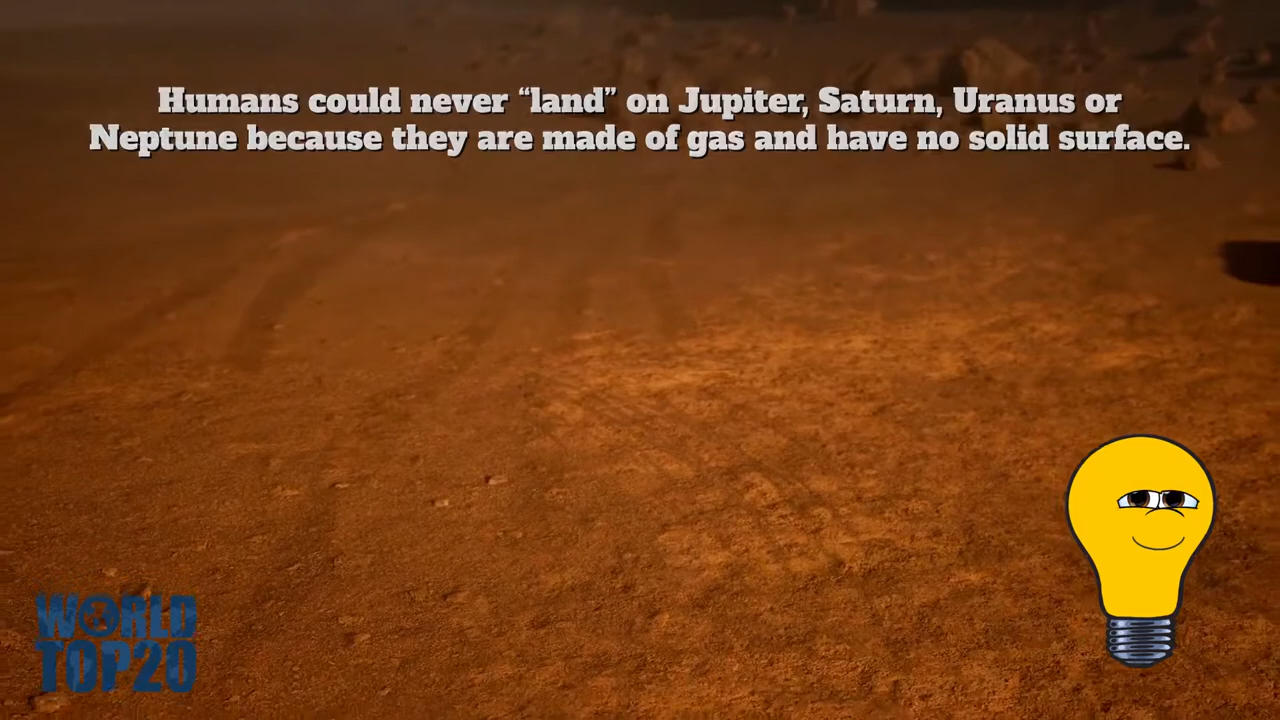 Humans could never “land” on Jupiter, Saturn, Uranus or
Neptune because they are made of gas and have no solid surface.
WORLD
TOP20